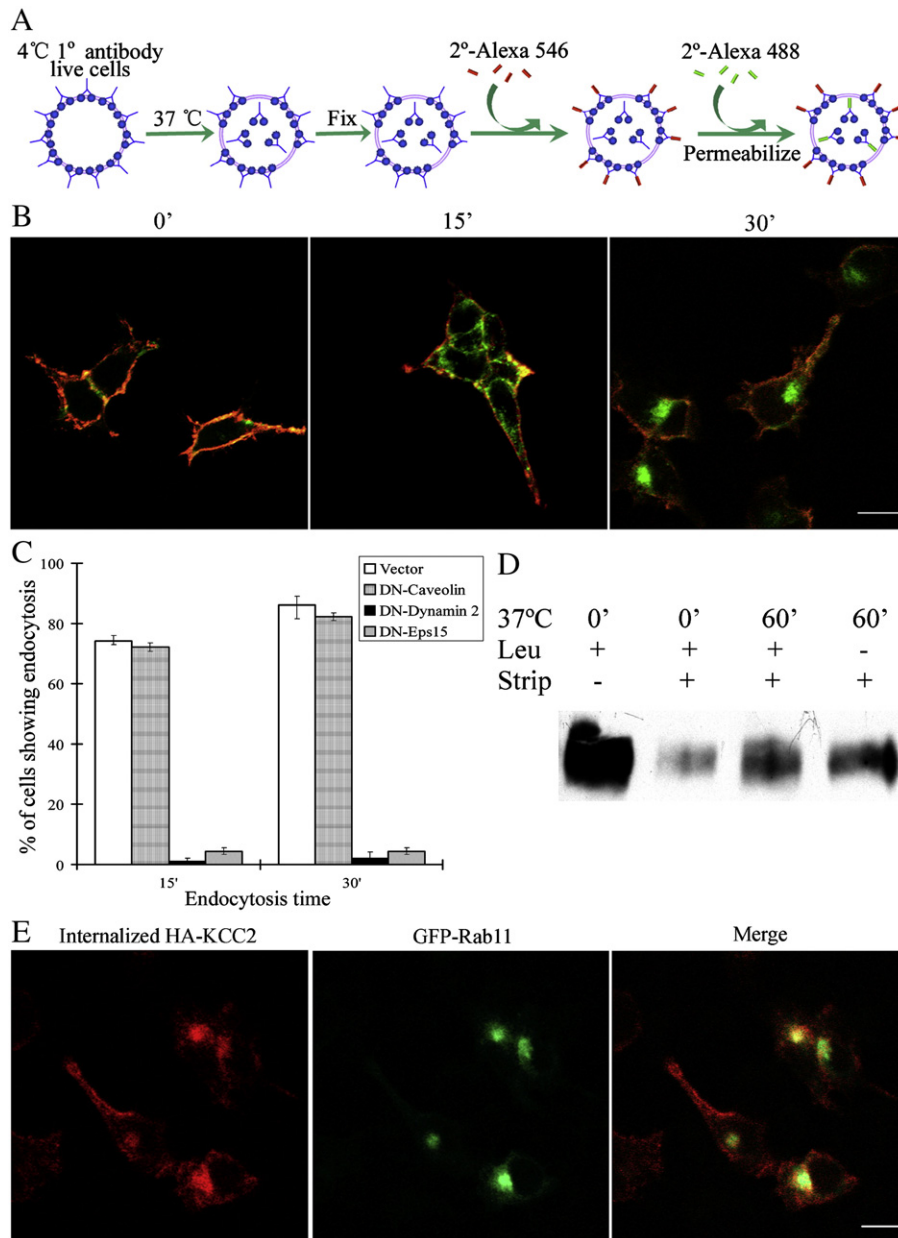 A
4℃ 1° antibody
live cells
37 ℃
Fix
2°-Alexa 546
2°-Alexa 488
Permeabilize
B
0’
15’
30’
C
100
80
60
40
20
0
% of cells showing endocytosis
Vector
DN-Caveolin
DN-Dynamin 2
DN-Eps15
15'
30'
Endocytosis time
D
37ºC 0’ 0’ 60’ 60’
Leu + + + -
Strip - + + +
E
Internalized HA-KCC2
GFP-Rab11
Merge